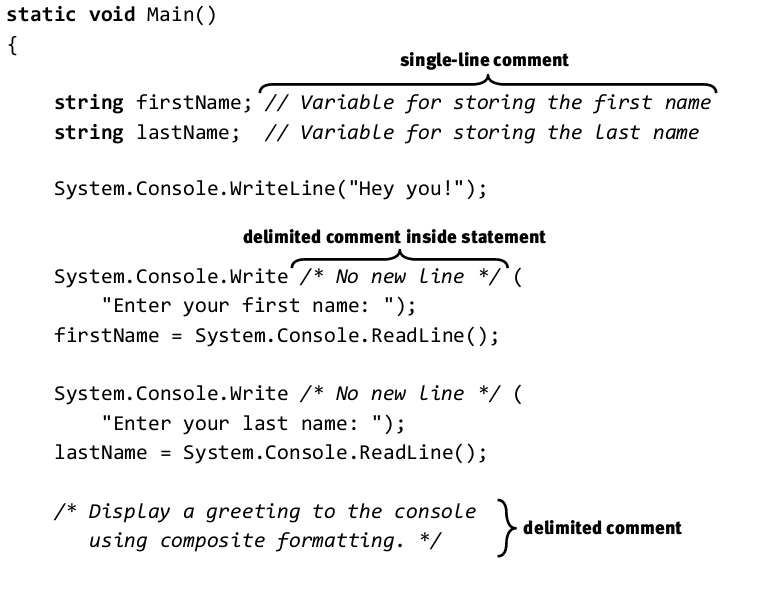 static void Main()
{
single-line comment
string firstName; // Variable for storing the first name
string lastName;  // Variable for storing the last name
System.Console.WriteLine("Hey you!");
delimited comment inside statement
System.Console.Write /* No new line */ (
"Enter your first name: ");
firstName = System.Console.ReadLine();
System.Console.Write /* No new line */ (
"Enter your last name: ");
lastName = System.Console.ReadLine();
/* Display a greeting to the console
using composite formatting. */
delimited comment